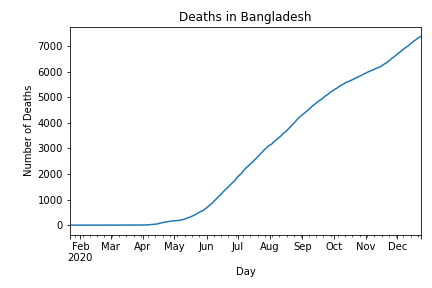 Deaths in Bangladesh
7000
6000
5000
4000
3000
2000
1000
0
Number of Deaths
Feb Mar Apr May Jun Jul Aug Sep Oct Nov Dec
2020
Day